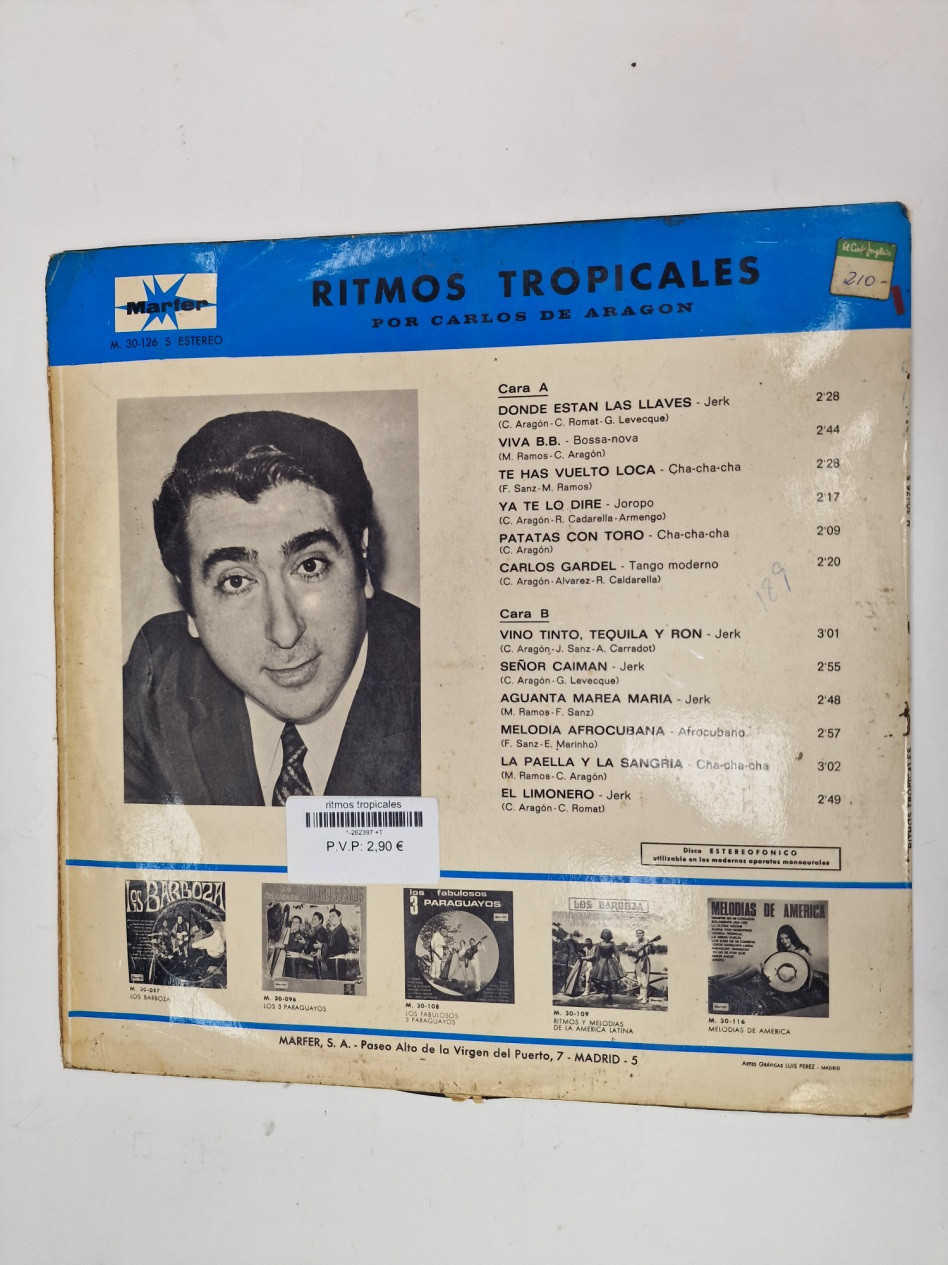 Marfer
M. 30-126 S ESTEREO
RITMOS TROPICALES
POR CARLOS DE ARAGON
El Corte Inglés
210-
Cara A
DONDE ESTAN LAS LLAVES - Jerk 2'28
(C. Aragón-C. Romat-G. Levecque)
VIVA B.B. - Bossa-nova 2'44
(M. Ramos-C. Aragón)
TE HAS VUELTO LOCA - Cha-cha-cha 2'28
(F. Sanz-M. Ramos)
YA TE LO DIRE - Joropo 2'17
(C. Aragón-R. Cadarella-Armengo)
PATATAS CON TORO - Cha-cha-cha 2'09
(C. Aragón)
CARLOS GARDEL - Tango moderno 2'20
(C. Aragón-Alvarez-R. Caldarella)
189
Cara B
VINO TINTO, TEQUILA Y RON - Jerk 3'01
(C. Aragón-J. Sanz-A. Carradot)
SEÑOR CAIMAN - Jerk 2'55
(C. Aragón-G. Levecque)
AGUANTA MAREA MARIA - Jerk 2'48
(M. Ramos-F. Sanz)
MELODIA AFROCUBANA - Afrocubano 2'57
(F. Sanz-E. Marinho)
LA PAELLA Y LA SANGRIA - Cha-cha-cha 3'02
(M. Ramos-C. Aragón)
EL LIMONERO - Jerk 2'49
(C. Aragón-C. Romat)
ritmos tropicales
1-262397 +T
P.V.P: 2,90 €
Disco ESTEREOFONICO
utilizable en los modernos aparatos monoaurales
LOS BARBOZA
M. 30-087
LOS BARBOZA
M. 30-096
LOS 3 PARAGUAYOS
los fabulosos
3 PARAGUAYOS
M. 30-108
LOS FABULOSOS
3 PARAGUAYOS
LOS BARBOZA
M. 30-109
RITMOS Y MELODIAS
DE LA AMERICA LATINA
MELODIAS DE AMERICA
M. 30-116
MELODIAS DE AMERICA
MARFER, S. A. - Paseo Alto de la Virgen del Puerto, 7 - MADRID - 5
ARTES GRÁFICAS LUIS PEREZ - MADRID
RITMOS TROPICALES